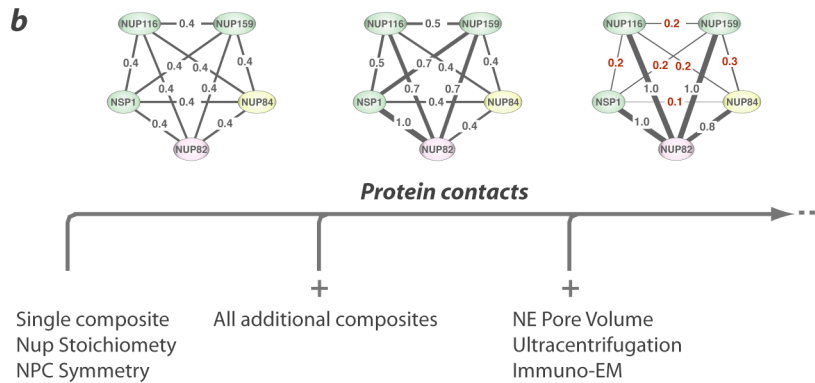 b
NUP116 0.4 NUP159
0.4 0.4 0.4 0.4 0.4
NSP1 0.4 NUP84
0.4 0.4
NUP82
NUP116 0.5 NUP159
0.5 0.7 0.4 0.4
0.7 0.7
NSP1 0.4 NUP84
1.0 0.4
NUP82
NUP116 0.2 NUP159
0.2 0.2 0.2 0.3
1.0 1.0
NSP1 0.1 NUP84
1.0 0.8
NUP82
Protein contacts
Single composite
Nup Stoichiomety
NPC Symmetry
+
All additional composites
+
NE Pore Volume
Ultracentrifugation
Immuno-EM